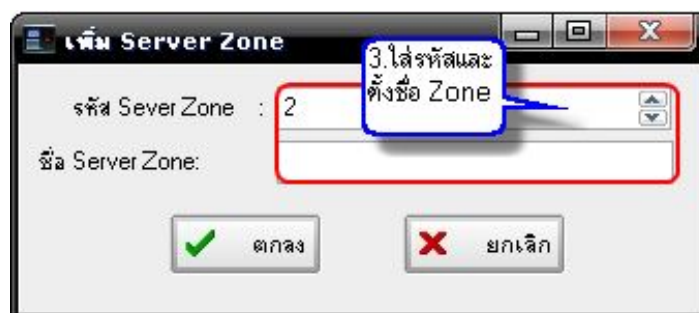 เพิ่ม Server Zone
3.ใส่รหัสและ
ตั้งชื่อ Zone
รหัส Sever Zone : 2
ชื่อ Server Zone:
ตกลง
ยกเลิก